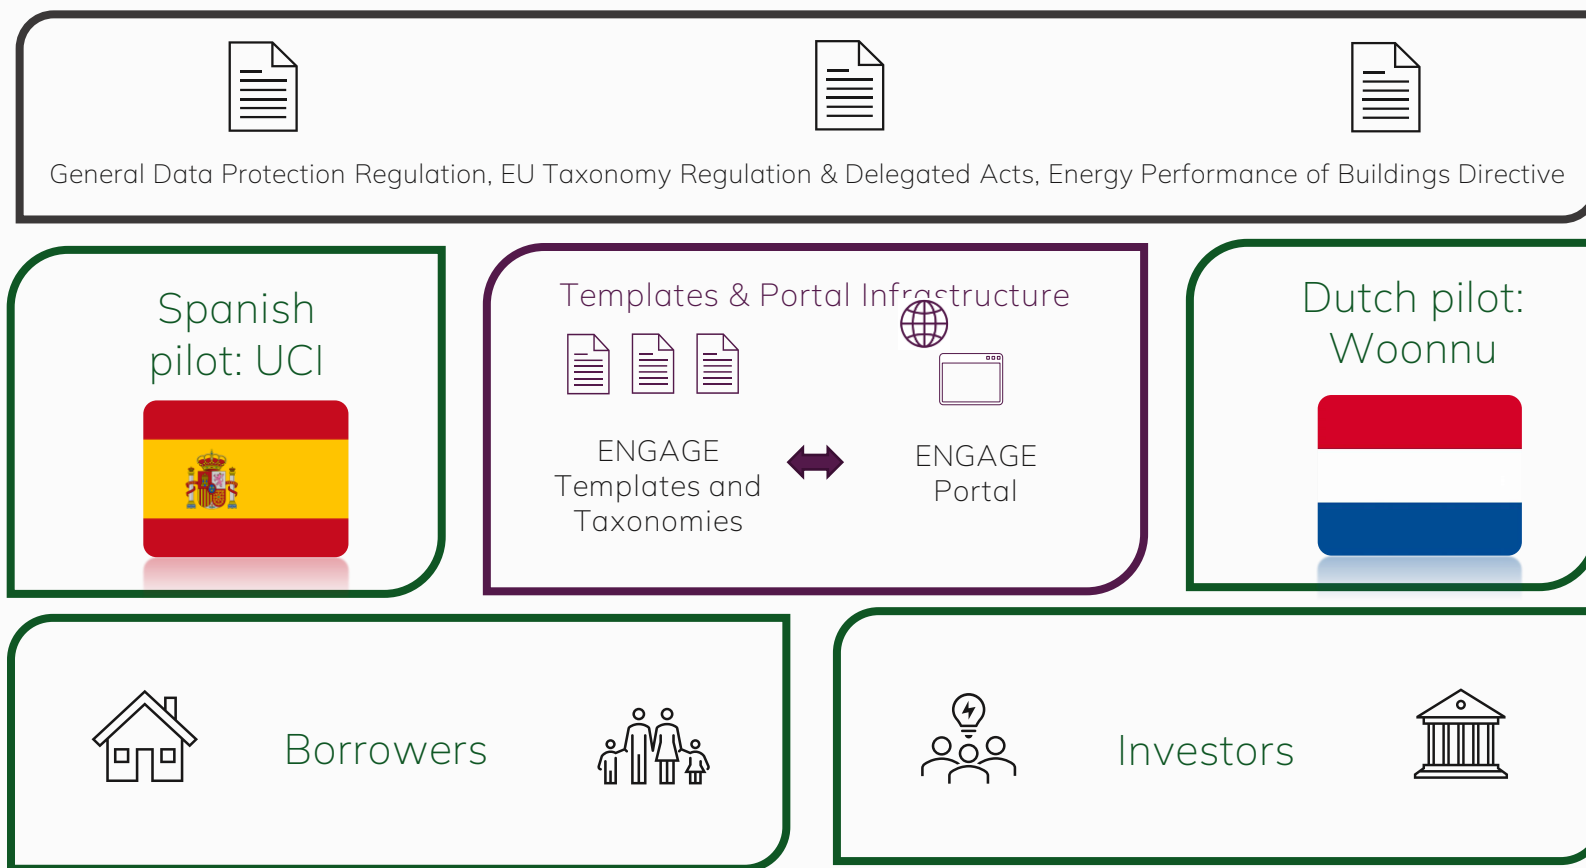 General Data Protection Regulation, EU Taxonomy Regulation & Delegated Acts, Energy Performance of Buildings Directive
Spanish
pilot: UCI
Templates & Portal Infrastructure
ENGAGE
Templates and
Taxonomies
ENGAGE
Portal
Dutch pilot:
Woonnu
Borrowers
Investors